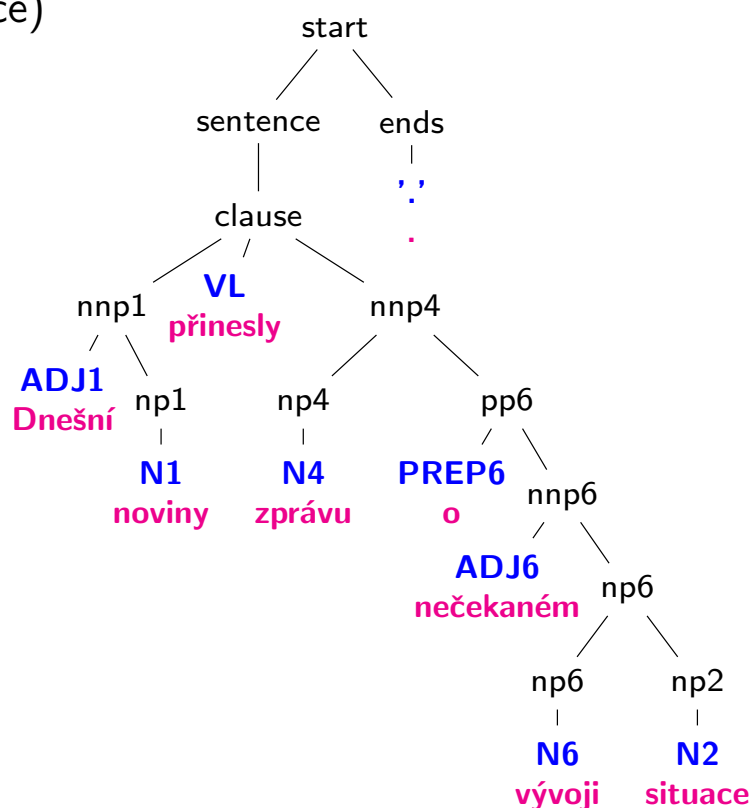 ce)
start
sentence ends
'.'
clause .
VL
nnp1 přinesly nnp4
ADJ1 np1 np4 pp6
Dnešní
N1 N4 PREP6
noviny zprávu o nnp6
ADJ6 np6
nečekaném
np6 np2
N6 N2
vývoji situace